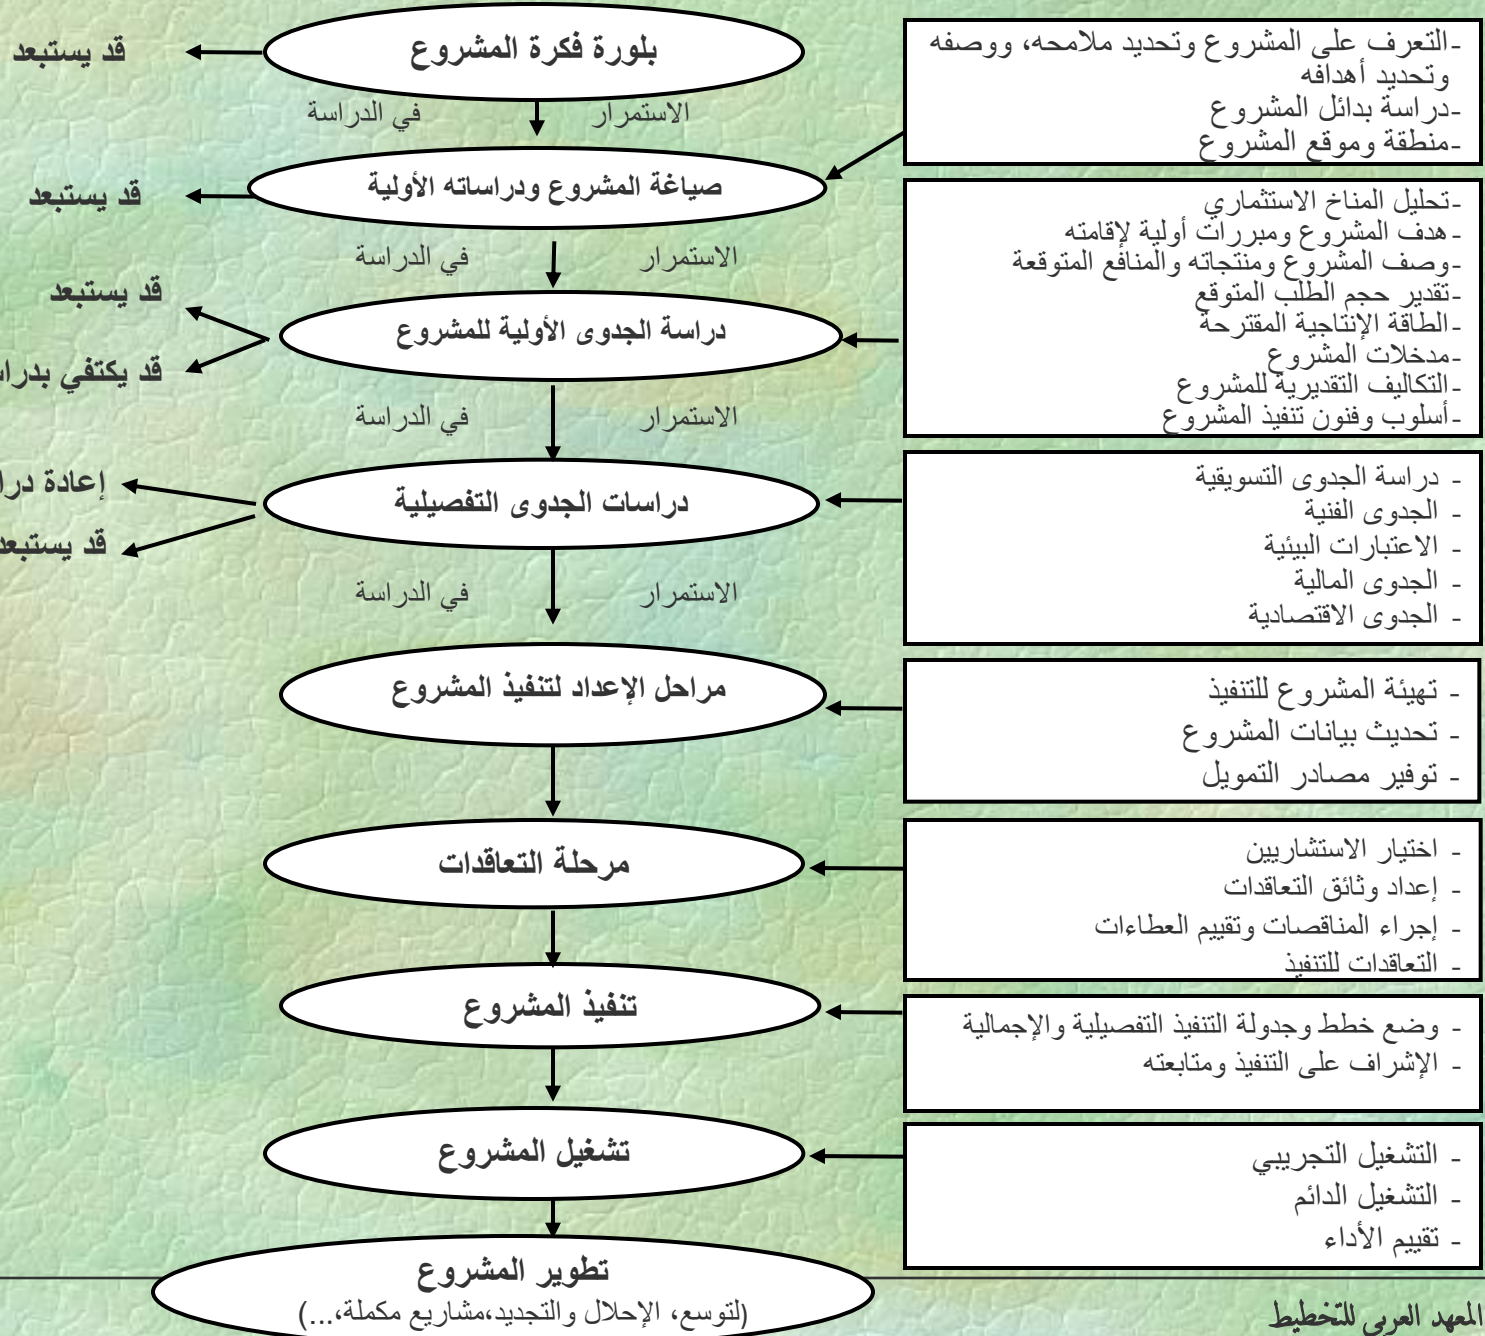 بلورة فكرة المشروع
قد يستبعد
-التعرف على المشروع وتحديد ملامحه، ووصفه
وتحديد أهدافه
-دراسة بدائل المشروع
-منطقة وموقع المشروع
الاستمرار في الدراسة
صياغة المشروع ودراساته الأولية
قد يستبعد
-تحليل المناخ الاستثماري
-هدف المشروع ومبررات أولية لإقامته
-وصف المشروع ومنتجاته والمنافع المتوقعة
-تقدير حجم الطلب المتوقع
-الطاقة الإنتاجية المقترحة
-مدخلات المشروع
-التكاليف التقديرية للمشروع
-أسلوب وفنون تنفيذ المشروع
الاستمرار في الدراسة
دراسة الجدوى الأولية للمشروع
قد يستبعد
قد يكتفي
الاستمرار في الدراسة
- دراسة الجدوى التسويقية
- الجدوى الفنية
- الاعتبارات البيئية
- الجدوى المالية
- الجدوى الاقتصادية
دراسات الجدوى التفصيلية
إعادة
قد يستبعد
الاستمرار في الدراسة
- تهيئة المشروع للتنفيذ
- تحديث بيانات المشروع
- توفير مصادر التمويل
مراحل الإعداد لتنفيذ المشروع
- اختيار الاستشاريين
- إعداد وثائق التعاقدات
- إجراء المناقصات وتقييم العطاءات
- التعاقدات للتنفيذ
مرحلة التعاقدات
- وضع خطط وجدولة التنفيذ التفصيلية والإجمالية
- الإشراف على التنفيذ ومتابعته
تنفيذ المشروع
- التشغيل التجريبي
- التشغيل الدائم
- تقييم الأداء
تشغيل المشروع
تطوير المشروع
(لتوسع، الإحلال والتجديد،مشاريع مكملة،...)
المعهد العربي للتخطيط